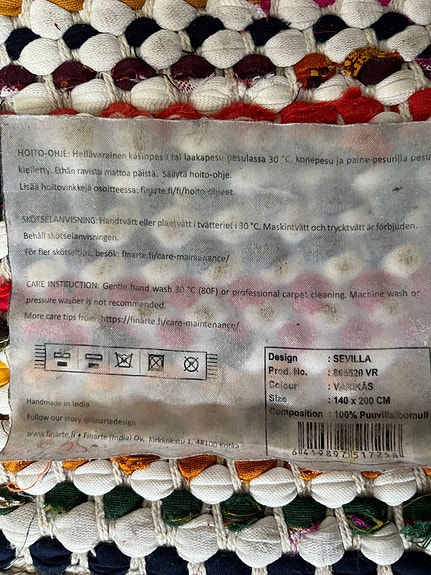 HOITO-OHJE: Hellävarainen käsinpesu tai laakapesu pesulassa 30 °C, konepesu ja paine-pesurilla pesu
kielletty. Ethän ravista mattoa päistä. Säilytä hoito-ohje.
Lisää hoitovinkkejä osoitteessa: finarte.fi/fi/hoito-ohjeet
SKÖTSELANVISNING: Handtvätt eller plantvätt i tvätteriet i 30 °C. Maskintvätt och trycktvätt är förbjuden.
Behåll skötselanvisningen.
För fler skötseltips, besök: fmarte.fi/care-maintenance/
CARE INSTRUCTION: Gentle hand wash 30 °C (80F) or professional carpet cleaning. Machine wash or
pressure washer is not recommended.
More care tips from: https://finarte.fi/care-maintenance/
Handmade in India
Follow our story @finartedesign
www.finarte.fi • Finarte (India) Oy, Kirkkokatu 1, 48100 Kotka
Design : SEVILLA
Prod. No. : 865520 VR
Colour : VÄRIKÄS
Size : 140 x 200 CM
Composition : 100% Puuvilla/bomull